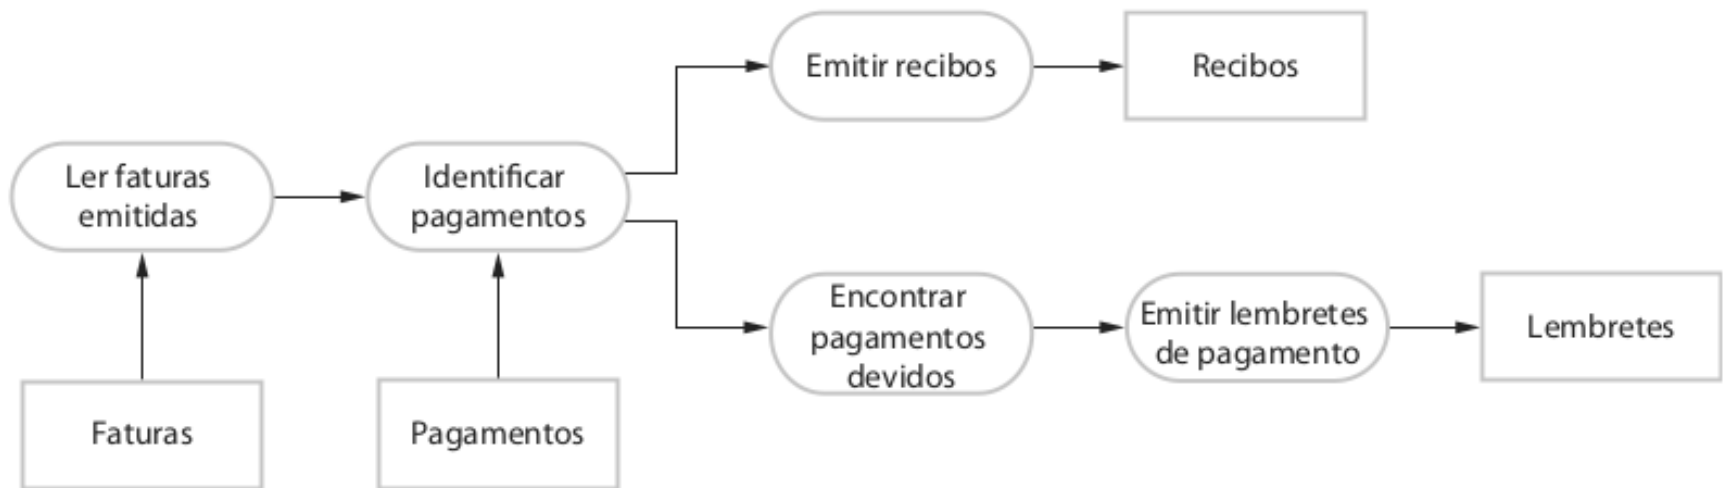 Emitir recibos
Recibos
Ler faturas
emitidas
Identificar
pagamentos
Encontrar
pagamentos
devidos
Emitir lembretes
de pagamento
Lembretes
Faturas
Pagamentos